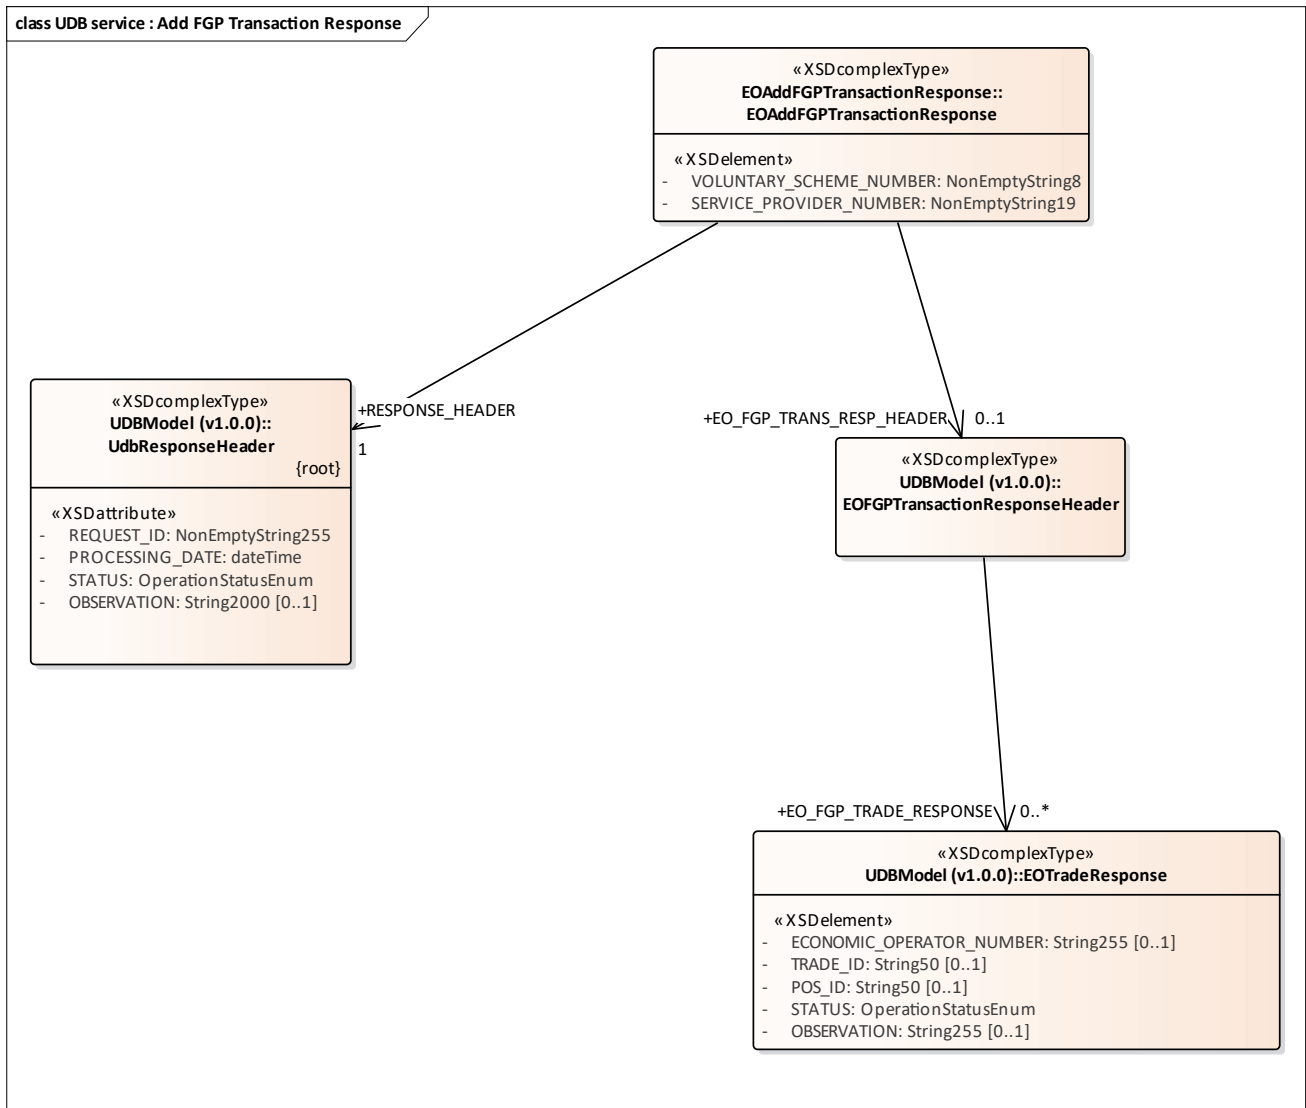 class UDB service : Add FGP Transaction Response
«XSDcomplexType»
EOAddFGPTransactionResponse::
EOAddFGPTransactionResponse
«XSDelement»
- VOLUNTARY_SCHEME_NUMBER: NonEmptyString8
- SERVICE_PROVIDER_NUMBER: NonEmptyString19
+RESPONSE_HEADER
1
«XSDcomplexType»
UDBModel (v1.0.0)::
UdbResponseHeader
{root}
«XSDattribute»
- REQUEST_ID: NonEmptyString255
- PROCESSING_DATE: dateTime
- STATUS: OperationStatusEnum
- OBSERVATION: String2000 [0..1]
+EO_FGP_TRANS_RESP_HEADER 0..1
«XSDcomplexType»
UDBModel (v1.0.0)::
EOFGPTransactionResponseHeader
+EO_FGP_TRADE_RESPONSE 0..*
«XSDcomplexType»
UDBModel (v1.0.0)::EOTradeResponse
«XSDelement»
- ECONOMIC_OPERATOR_NUMBER: String255 [0..1]
- TRADE_ID: String50 [0..1]
- POS_ID: String50 [0..1]
- STATUS: OperationStatusEnum
- OBSERVATION: String255 [0..1]